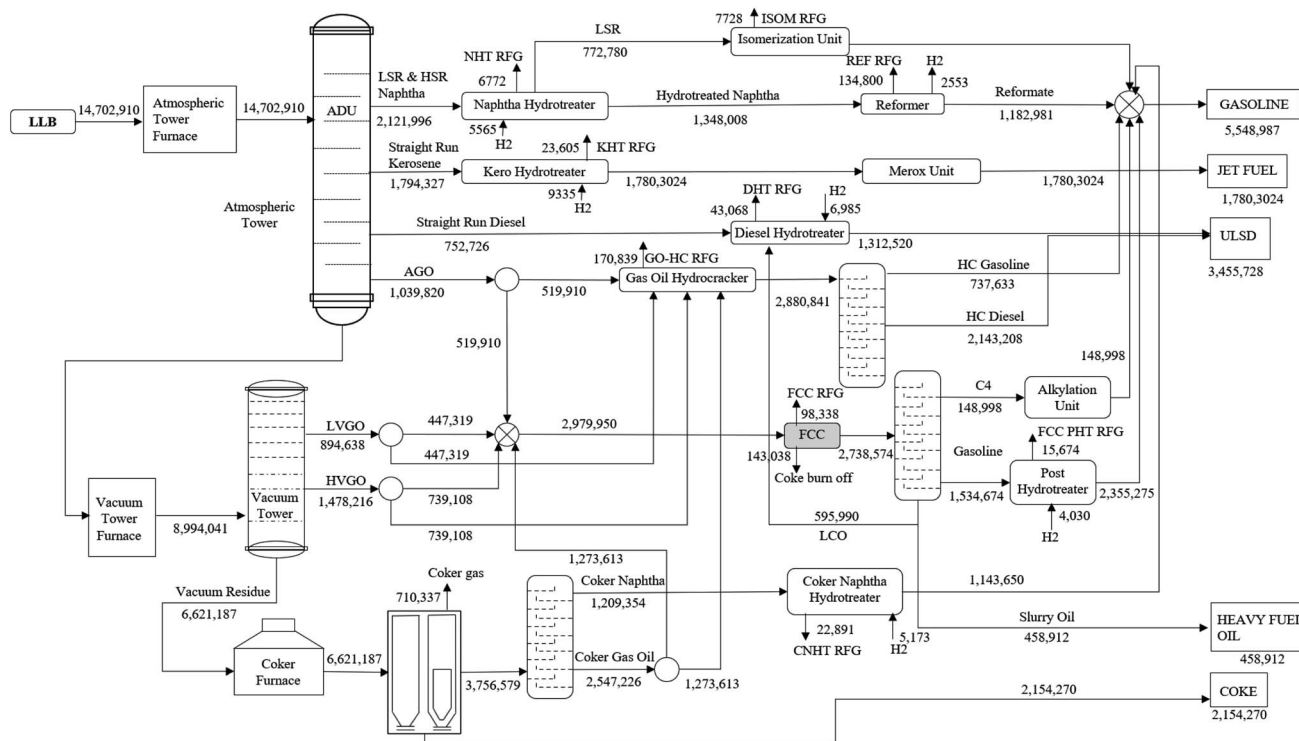 7728
ISOM RFG
LSR
772,780
Isomerization Unit
NHT RFG
6772
REF RFG
134,800
H2
2553
LSR & HSR
Naphtha
2,121,996
ADU
LLB
14,702,910
Atmospheric
Tower
Furnace
14,702,910
Naphtha Hydrotreater
Hydrotreated Naphtha
1,348,008
Reformer
Reformate
1,182,981
GASOLINE
5,548,987
5565
H2
23,605
KHT RFG
Straight Run
Kerosene
1,794,327
Kero Hydrotreater
1,780,3024
Merox Unit
1,780,3024
JET FUEL
1,780,3024
9335
H2
DHT RFG
43,068
H2
6,985
Atmospheric
Tower
Straight Run Diesel
752,726
Diesel Hydrotreater
1,312,520
ULSD
3,455,728
170,839
GO-HC RFG
AGO
1,039,820
519,910
Gas Oil Hydrocracker
2,880,841
HC Gasoline
737,633
HC Diesel
2,143,208
519,910
148,998
FCC RFG
98,338
C4
148,998
Alkylation
Unit
LVGO
894,638
447,319
447,319
2,979,950
FCC
143,038
2,738,574
Coke burn off
FCC PHT RFG
15,674
Gasoline
1,534,674
Post
Hydrotreater
2,355,275
4,030
H2
HVGO
1,478,216
739,108
739,108
Vacuum
Tower
Vacuum
Tower
Furnace
8,994,041
595,990
LCO
1,273,613
Vacuum Residue
6,621,187
Coker gas
710,337
Coker Naphtha
1,209,354
Coker Naphtha
Hydrotreater
1,143,650
22,891
CNHT RFG
5,173
H2
Slurry Oil
458,912
HEAVY FUEL
OIL
458,912
Coker
Furnace
6,621,187
3,756,579
Coker Gas Oil
2,547,226
1,273,613
2,154,270
COKE
2,154,270